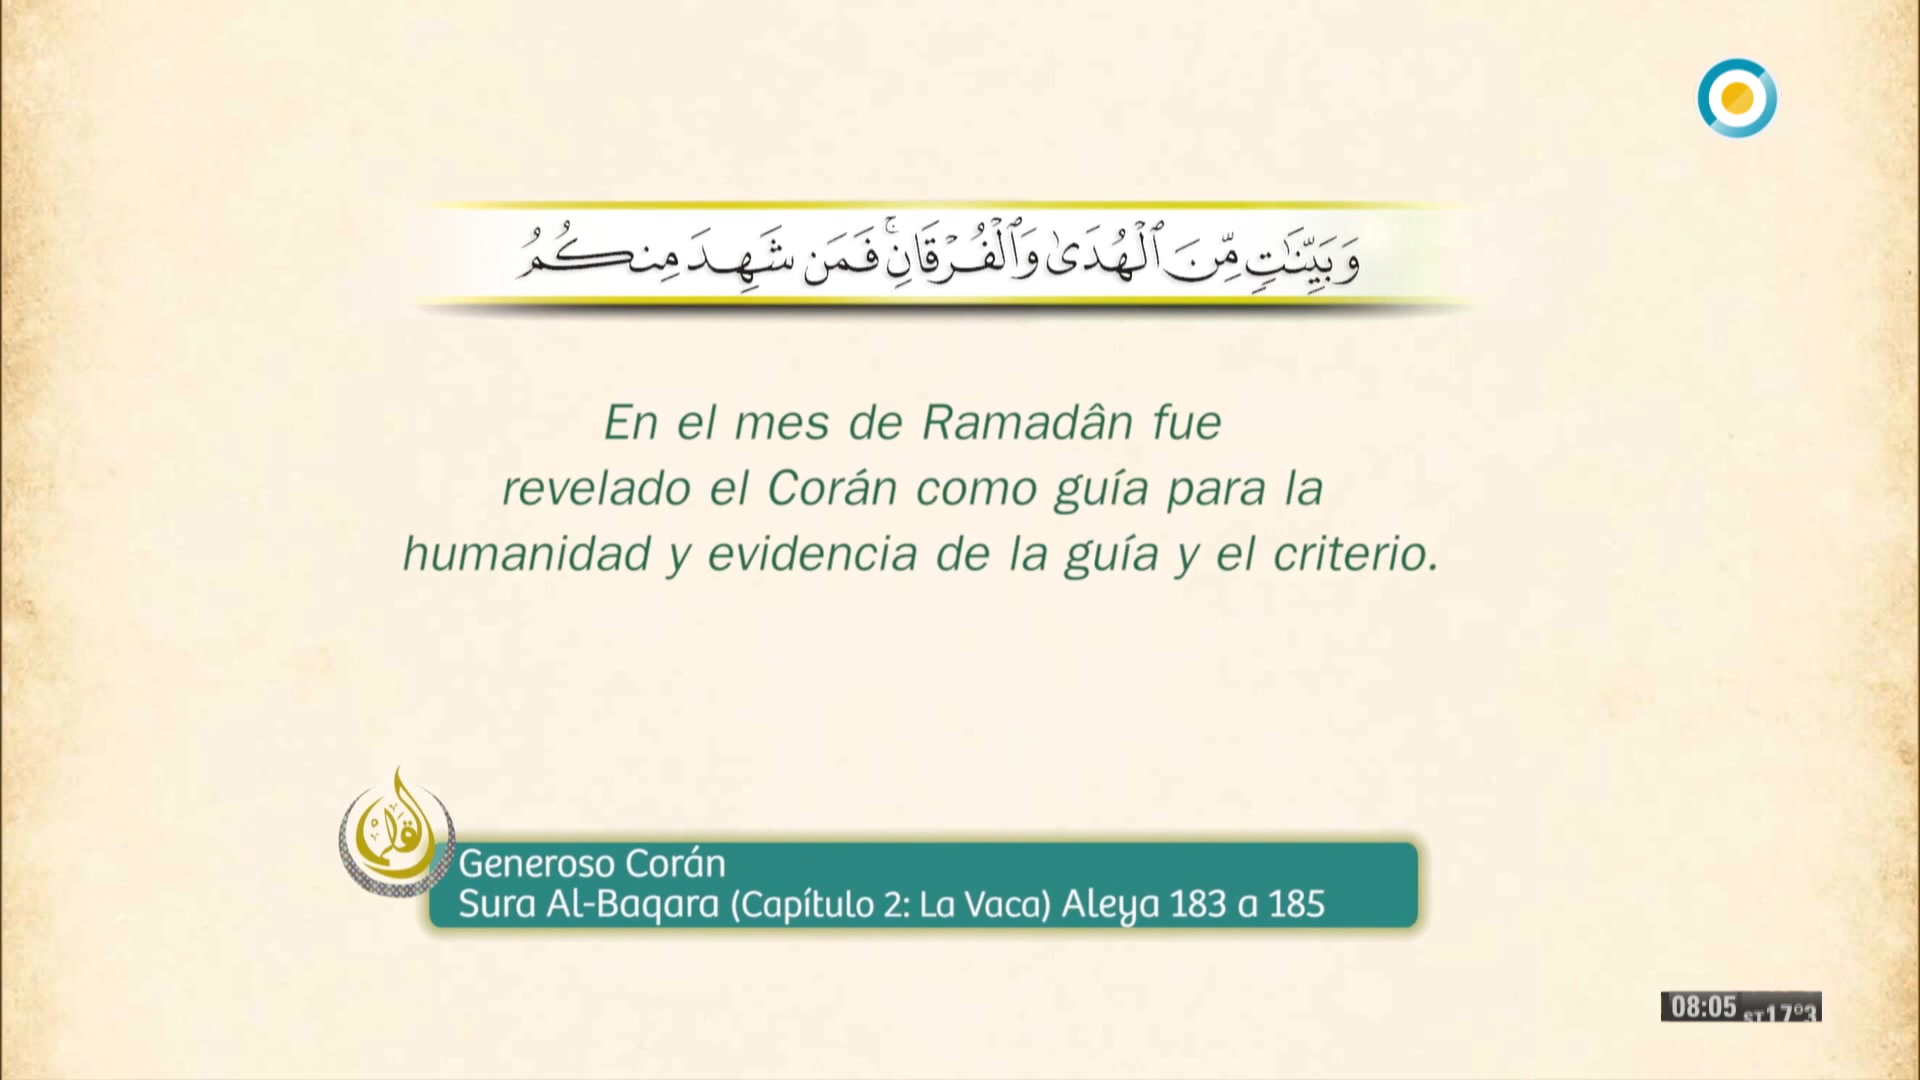 وَبَيِّنَٰتٍ مِّنَ ٱلْهُدَىٰ وَٱلْفُرْقَانِۚ فَمَن شَهِدَ مِنكُمُ
En el mes de Ramadân fue
revelado el Corán como guía para la
humanidad y evidencia de la guía y el criterio.
Generoso Corán
Sura Al-Baqara (Capítulo 2: La Vaca) Aleya 183 a 185
08:05 ST17º3